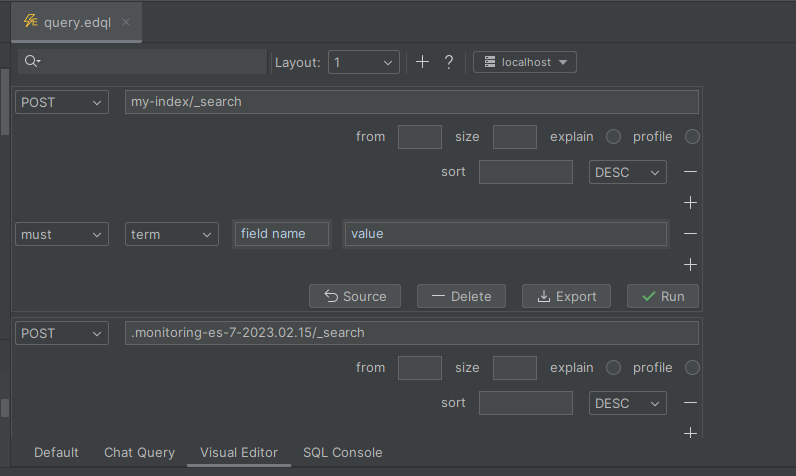 query.edql
Layout: 1 + ? localhost
POST my-index/_search
from size explain profile
sort DESC
must term field name value
Source Delete Export Run
POST .monitoring-es-7-2023.02.15/_search
from size explain profile
sort DESC
Default Chat Query Visual Editor SQL Console